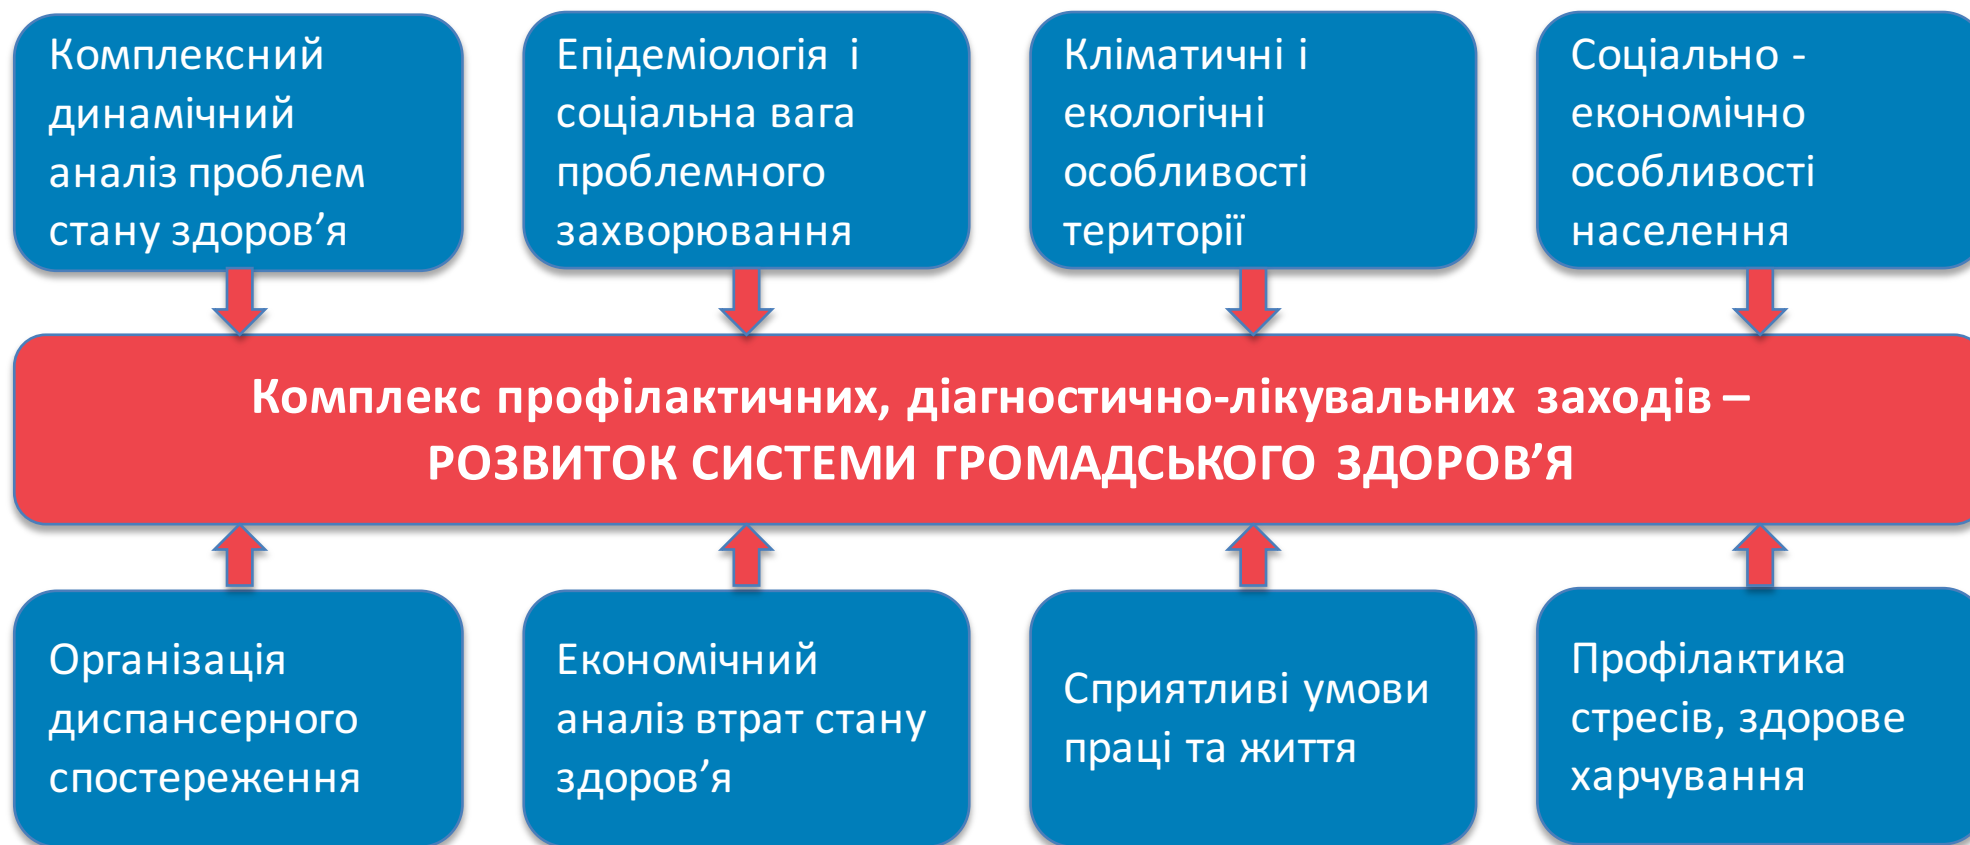 Комплексний
динамічний
аналіз проблем
стану здоров’я
Епідеміологія і
соціальна вага
проблемного
захворювання
Кліматичні і
екологічні
особливості
території
Соціально -
економічно
особливості
населення
Комплекс профілактичних, діагностично-лікувальних заходів –
РОЗВИТОК СИСТЕМИ ГРОМАДСЬКОГО ЗДОРОВ’Я
Організація
диспансерного
спостереження
Економічний
аналіз втрат стану
здоров’я
Сприятливі умови
праці та життя
Профілактика
стресів, здорове
харчування